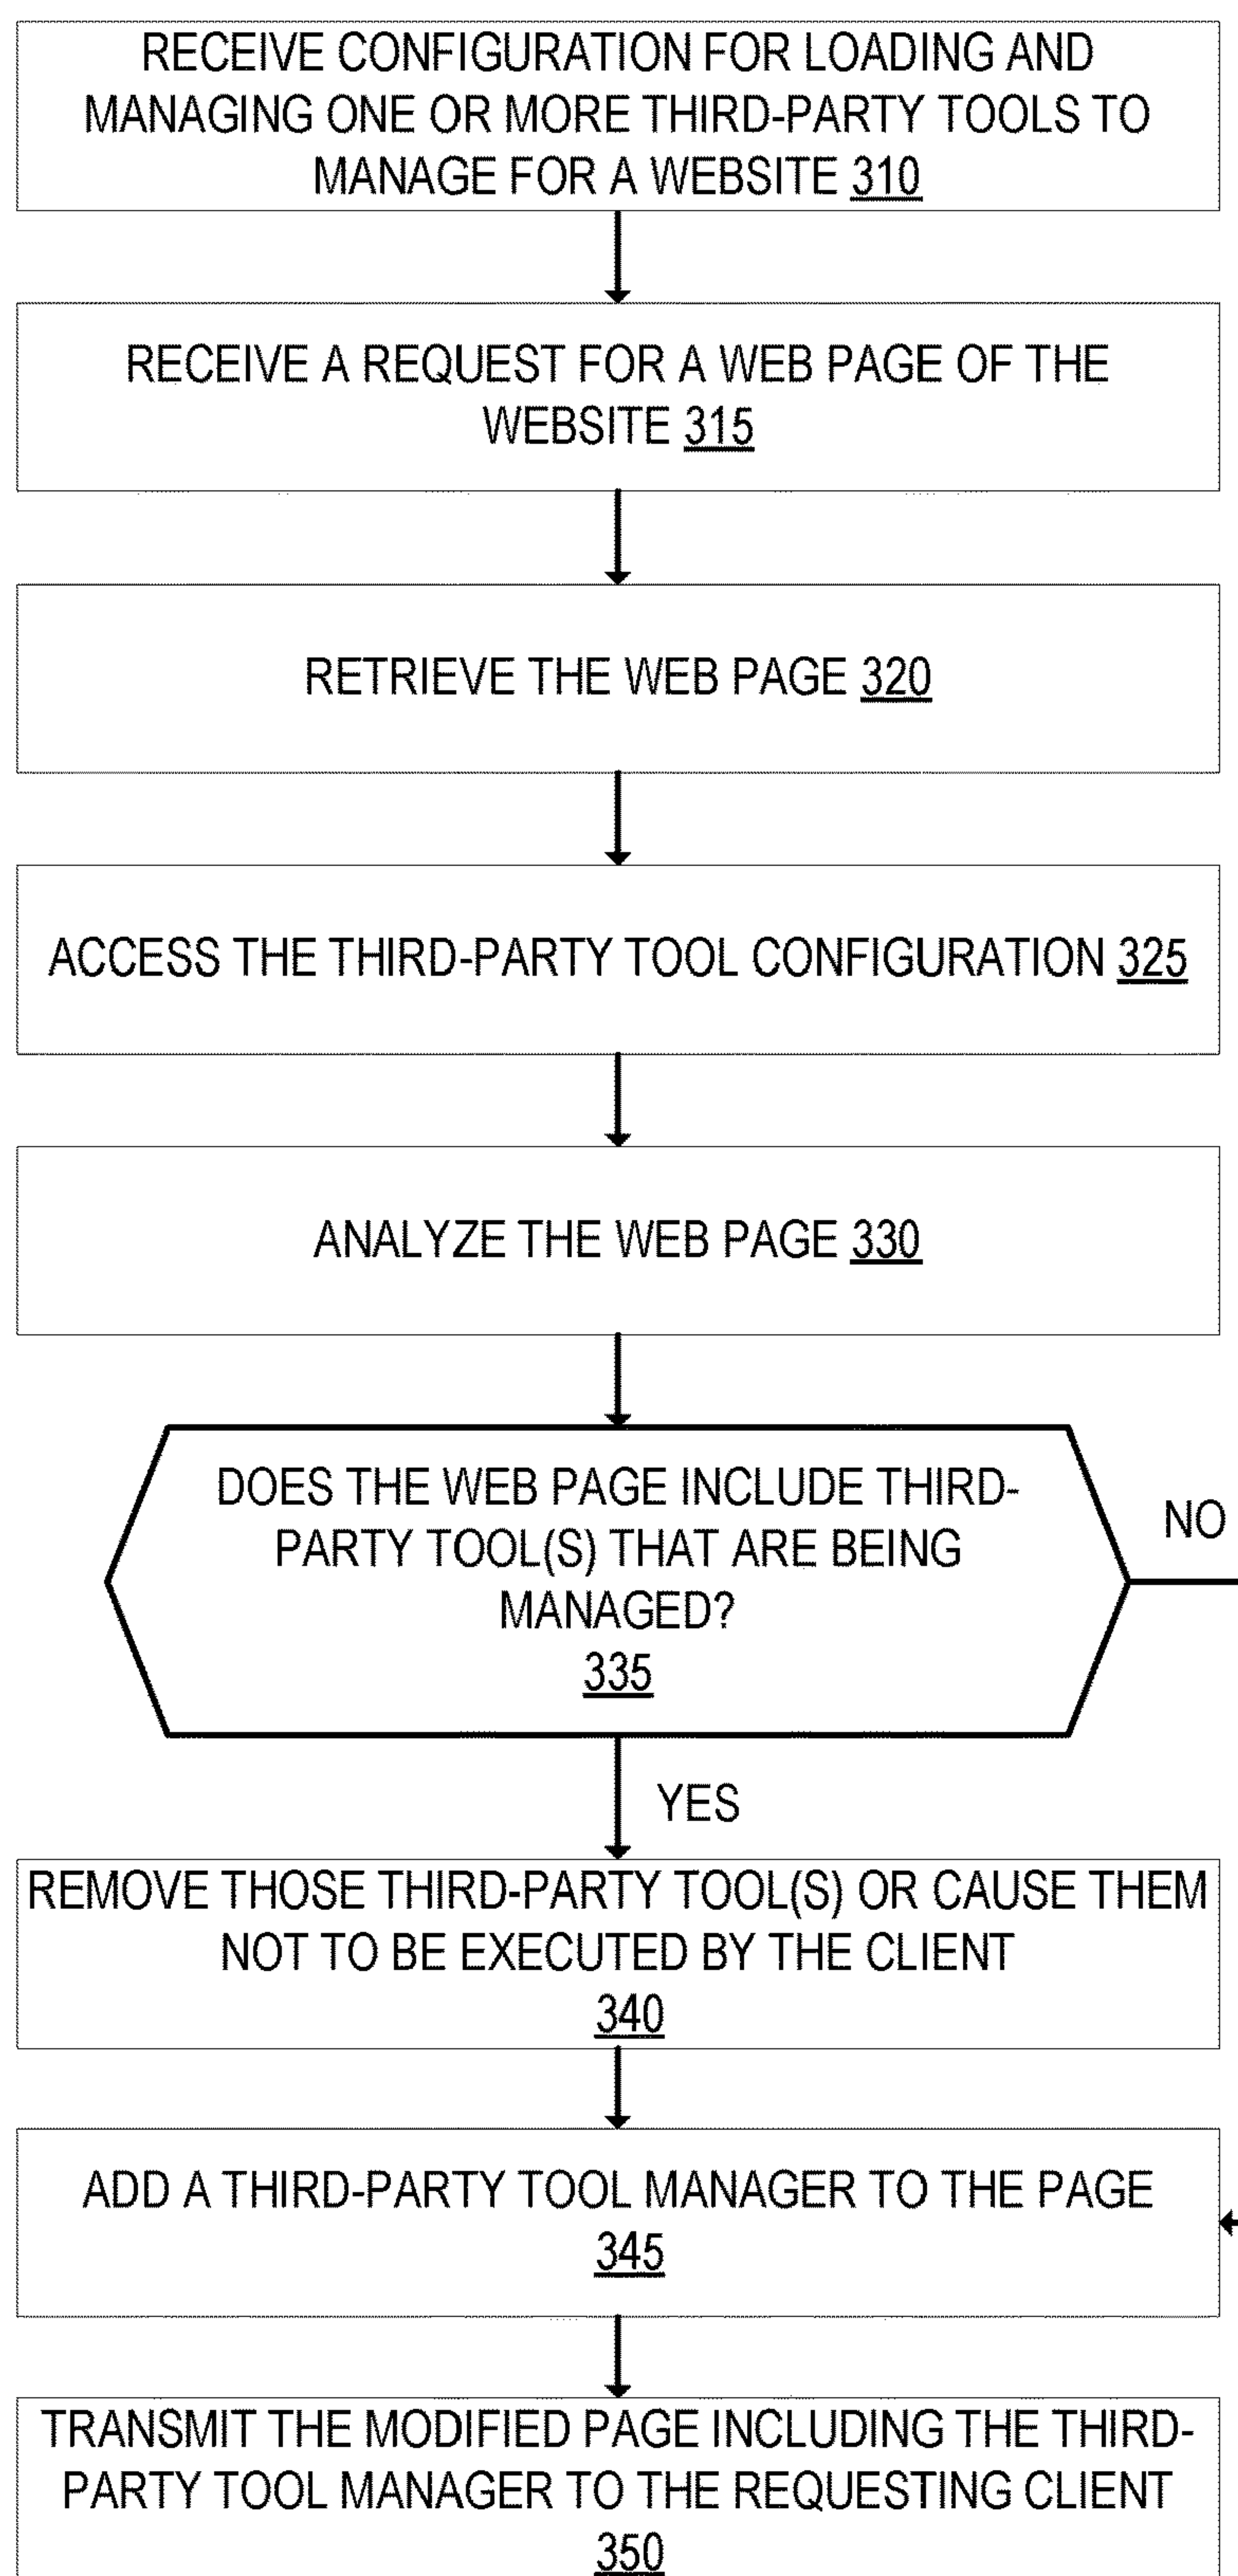 RECEIVE CONFIGURATION FOR LOADING AND
MANAGING ONE OR MORE THIRD-PARTY TOOLS TO
MANAGE FOR A WEBSITE 310
RECEIVE A REQUEST FOR A WEB PAGE OF THE
WEBSITE 315
RETRIEVE THE WEB PAGE 320
ACCESS THE THIRD-PARTY TOOL CONFIGURATION 325
ANALYZE THE WEB PAGE 330
DOES THE WEB PAGE INCLUDE THIRD-
PARTY TOOL(S) THAT ARE BEING
MANAGED?
335
NO
YES
REMOVE THOSE THIRD-PARTY TOOL(S) OR CAUSE THEM
NOT TO BE EXECUTED BY THE CLIENT
340
ADD A THIRD-PARTY TOOL MANAGER TO THE PAGE
345
TRANSMIT THE MODIFIED PAGE INCLUDING THE THIRD-
PARTY TOOL MANAGER TO THE REQUESTING CLIENT
350